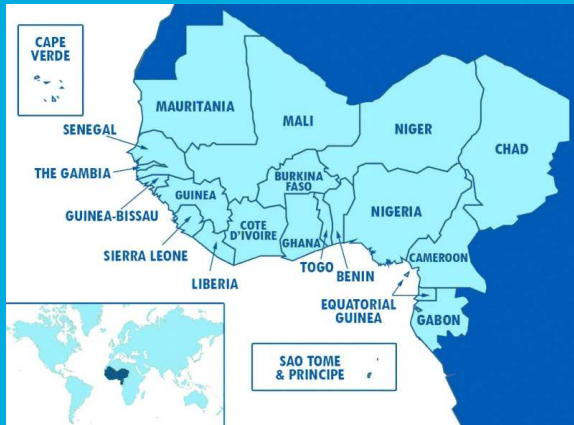 CAPE
VERDE
MAURITANIA
MALI
NIGER
CHAD
SENEGAL
THE GAMBIA
GUINEA-BISSAU
GUINEA
SIERRA LEONE
LIBERIA
COTE
D'IVOIRE
BURKINA
FASO
GHANA
TOGO
BENIN
NIGERIA
CAMEROON
EQUATORIAL
GUINEA
GABON
SAO TOME
& PRINCIPE